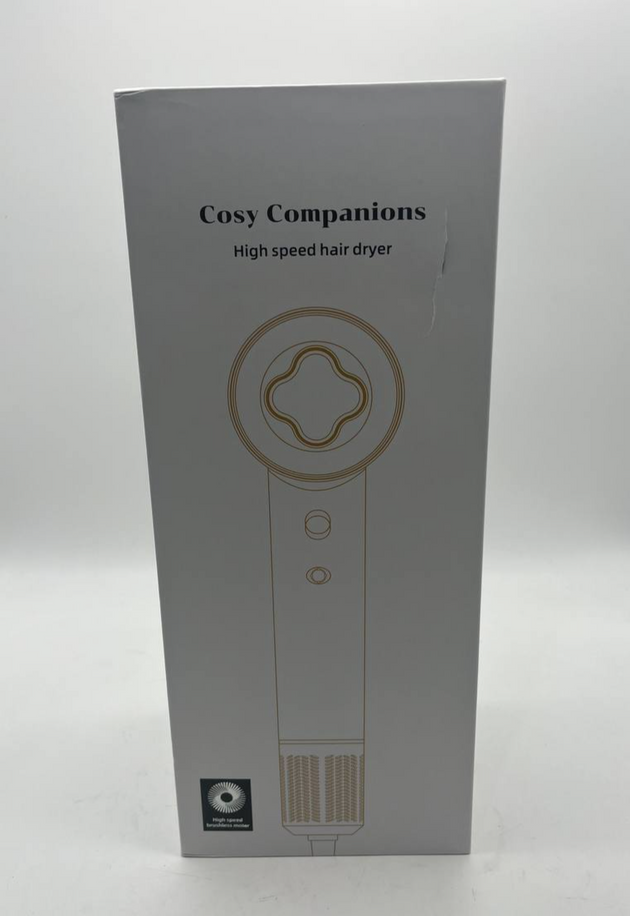 Cosy Companions
High speed hair dryer
High speed
brushless motor